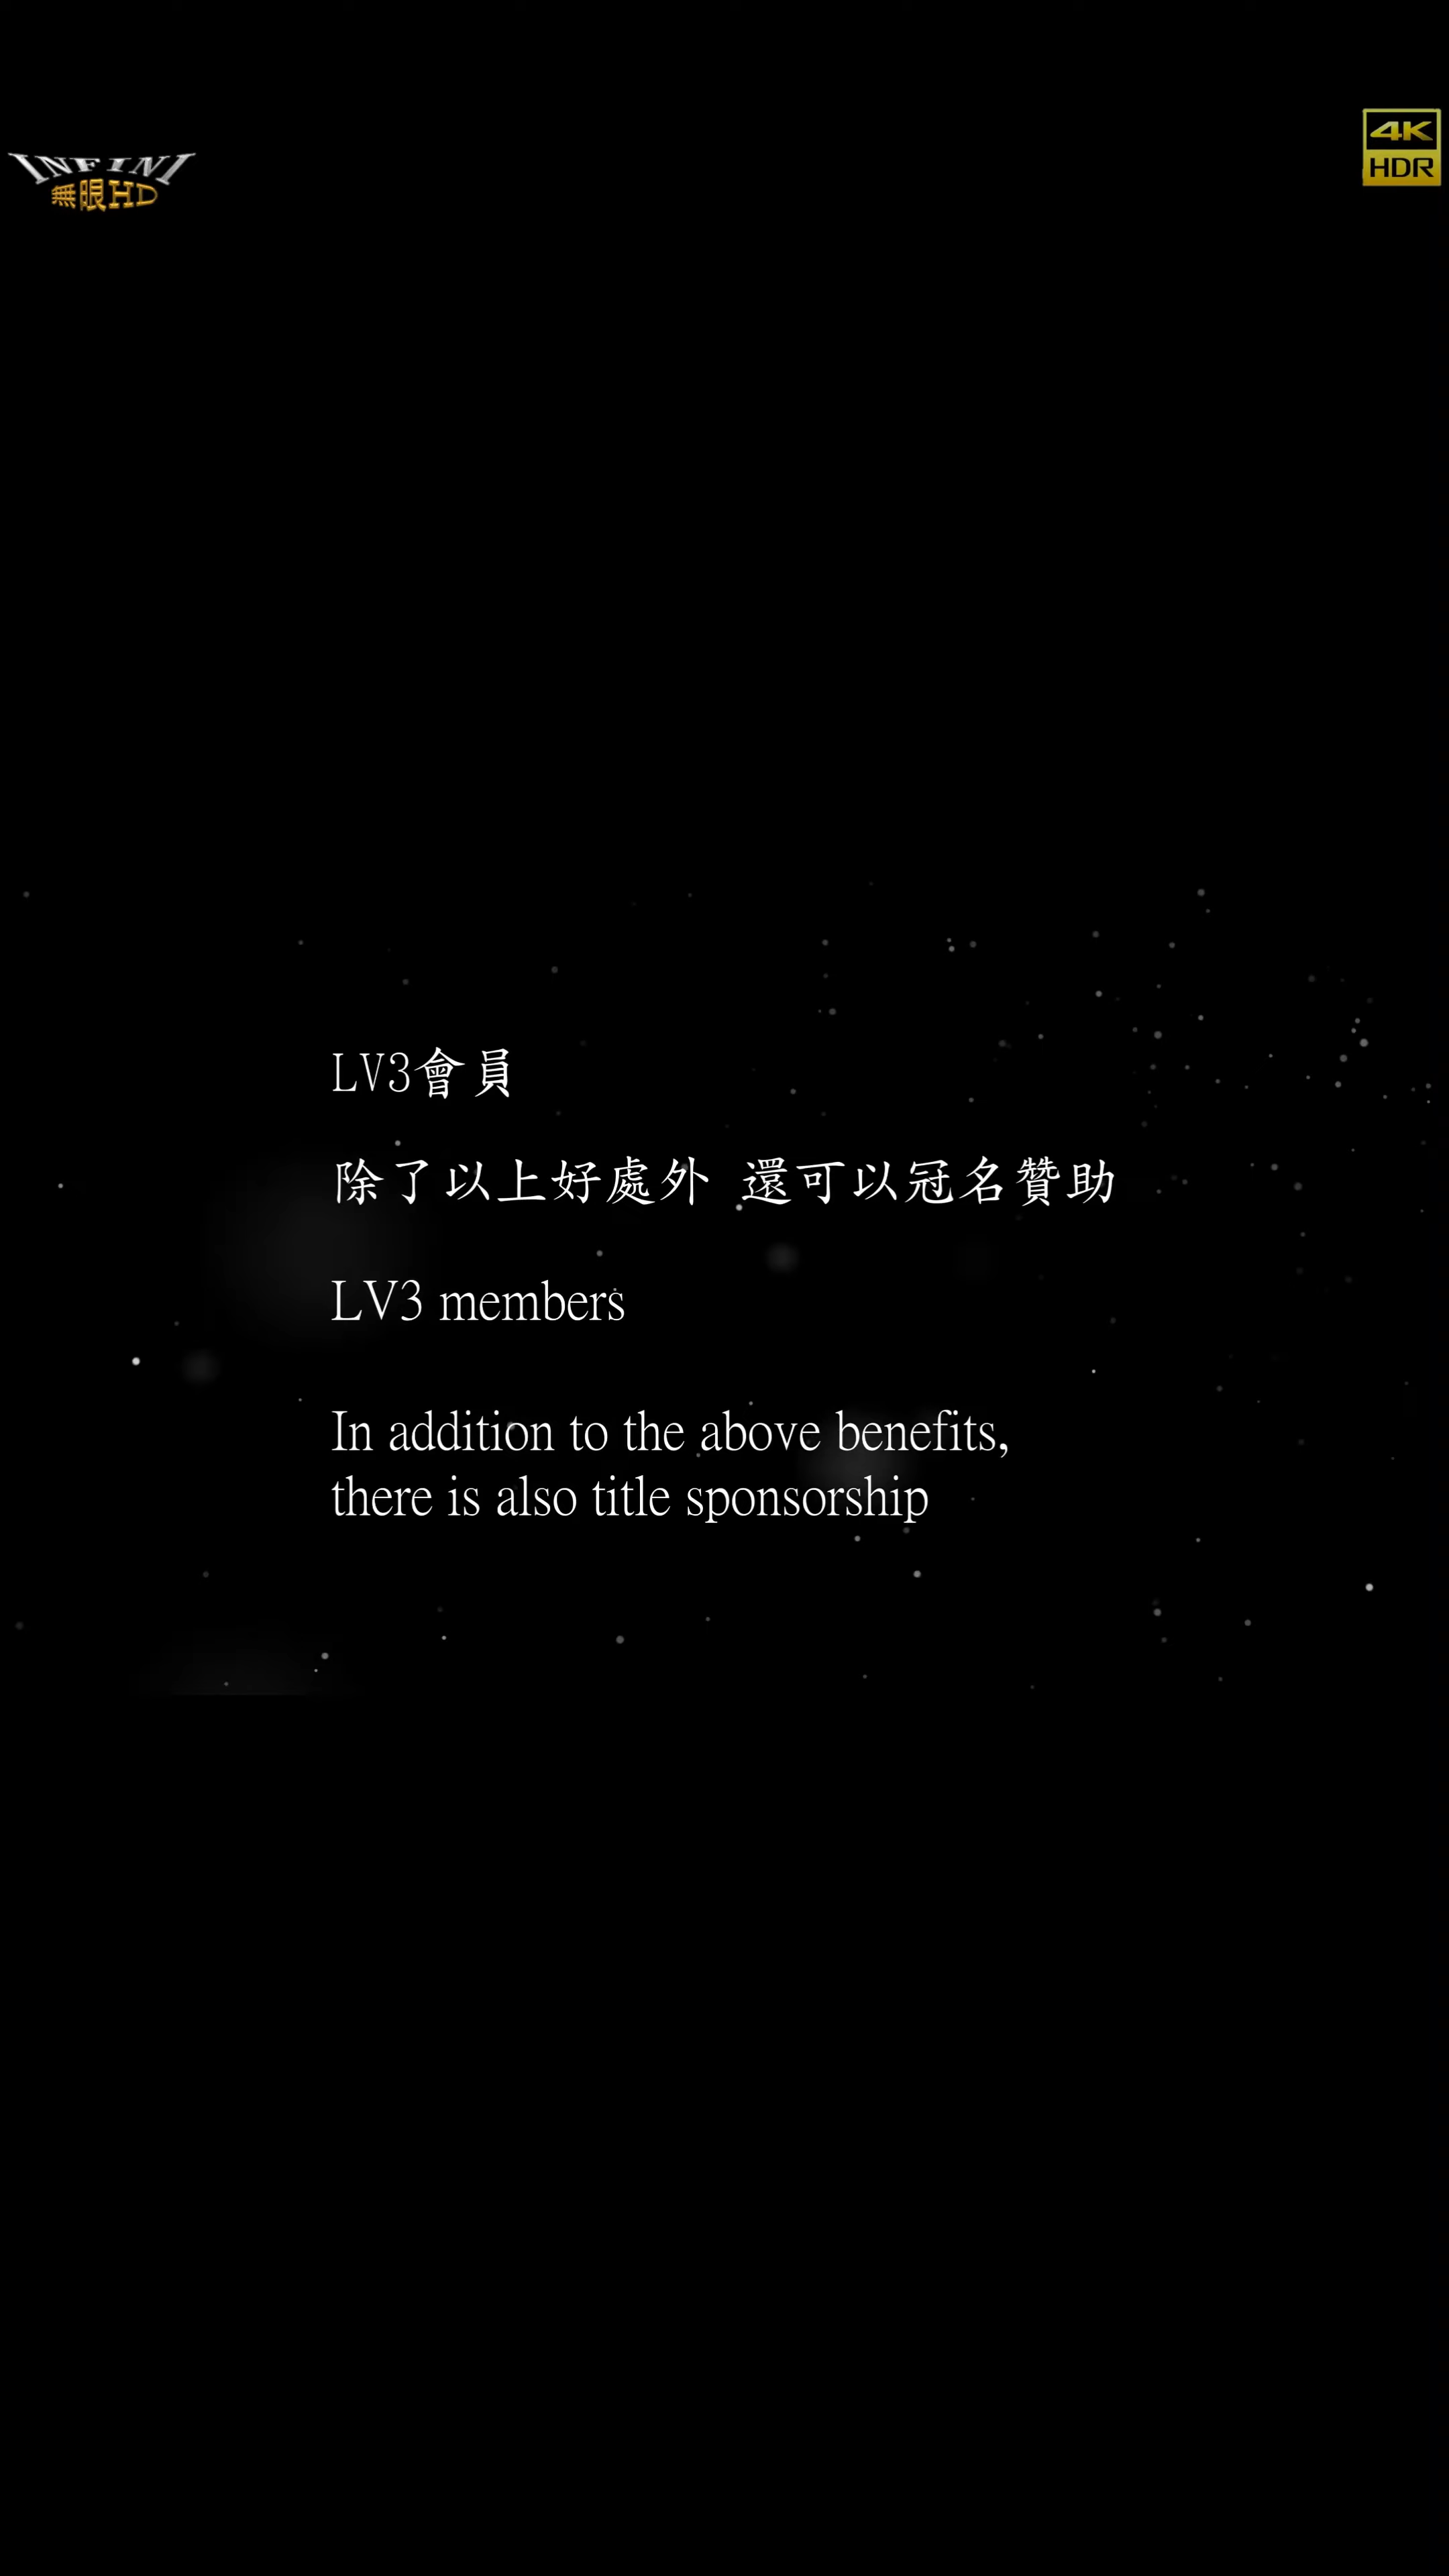 INFINI
無限HD
4K
HDR
LV3會員
除了以上好處外 還可以冠名贊助
LV3 members
In addition to the above benefits,
there is also title sponsorship